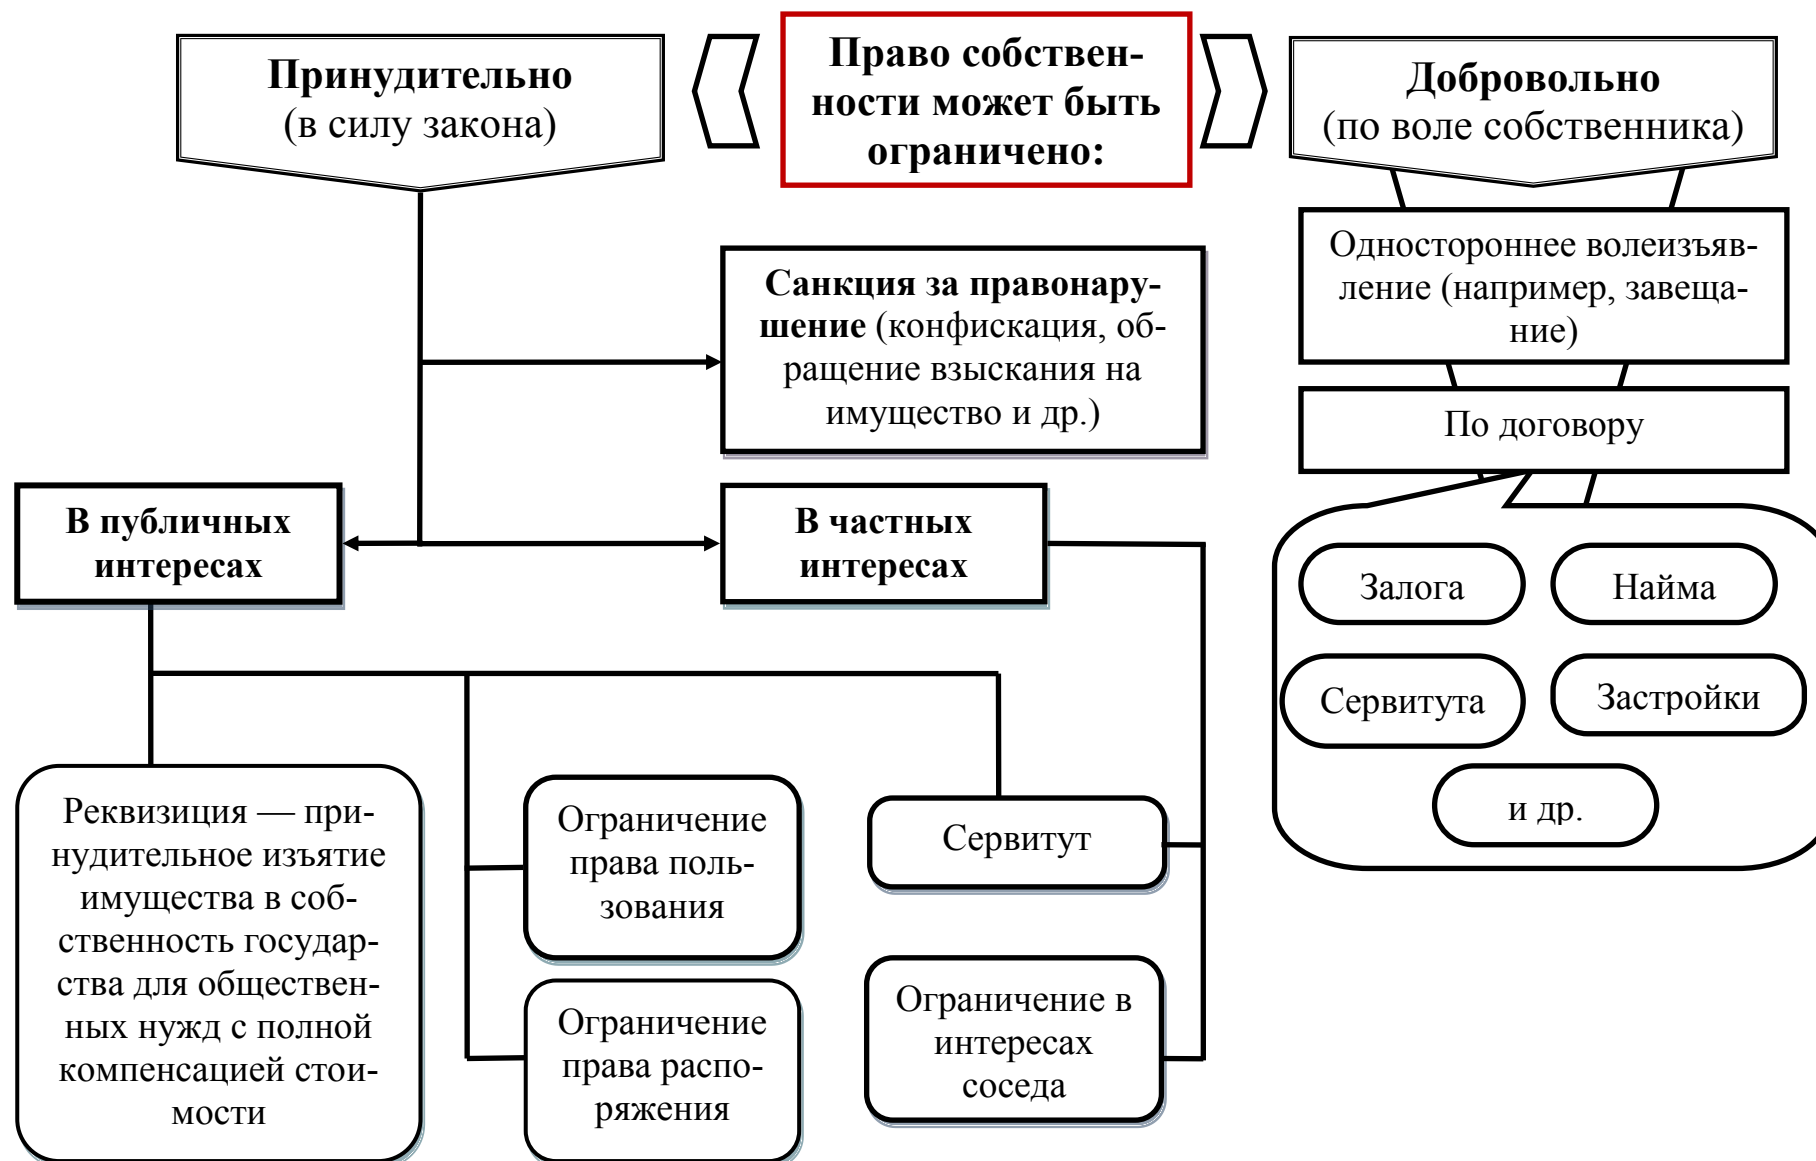 Право собствен-
ности может быть
ограничено:
Принудительно
(в силу закона)
Добровольно
(по воле собственника)
Санкция за правонару-
шение (конфискация, об-
ращение взыскания на
имущество и др.)
В публичных
интересах
В частных
интересах
Реквизиция — при-
нудительное изъятие
имущества в соб-
ственность государ-
ства для обществен-
ных нужд с полной
компенсацией стои-
мости
Ограничение
права поль-
зования
Ограничение
права распо-
ряжения
Сервитут
Ограничение в
интересах
соседа
Одностороннее волеизъяв-
ление (например, завеща-
ние)
По договору
Залога
Найма
Сервитута
Застройки
и др.